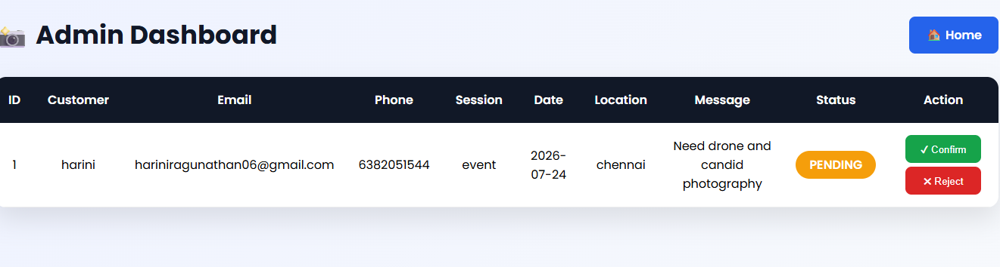 Admin Dashboard
🏠 Home
ID Customer Email Phone Session Date Location Message Status Action
1 harini hariniragunathan06@gmail.com 6382051544 event 2026-
07-24 chennai Need drone and
candid
photography PENDING ✓ Confirm
✕ Reject